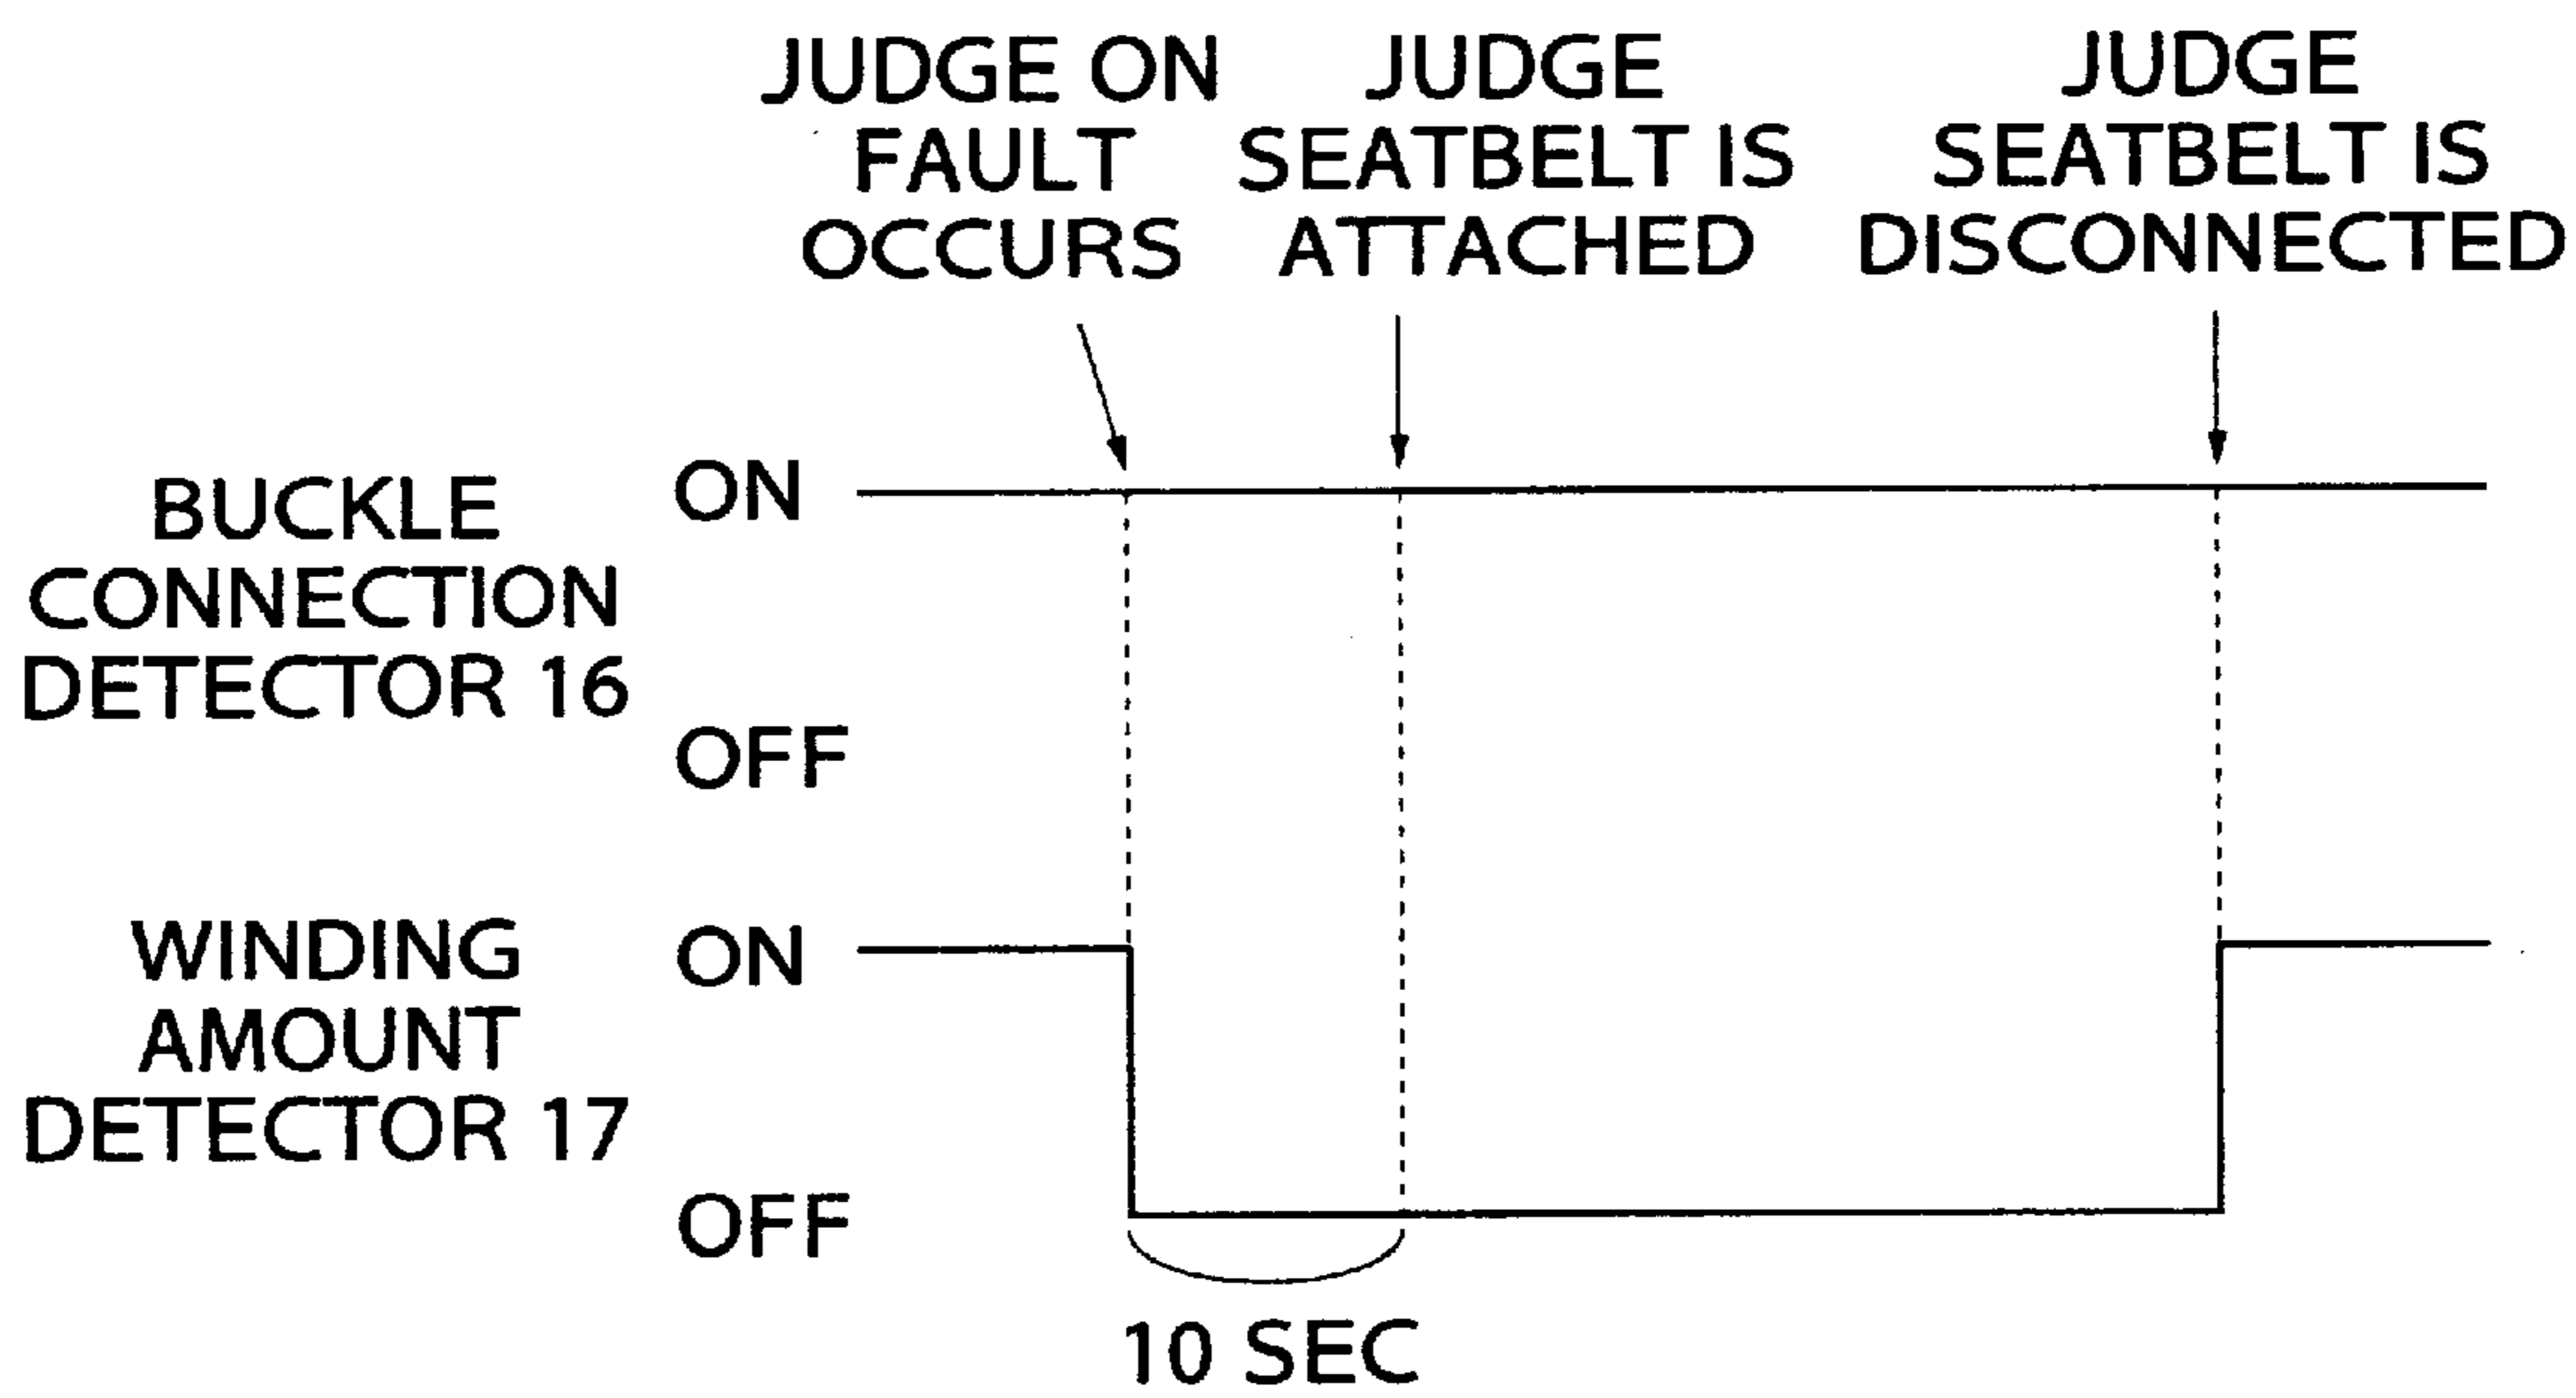 JUDGE ON
FAULT
OCCURS
JUDGE
SEATBELT IS
ATTACHED
JUDGE
SEATBELT IS
DISCONNECTED
BUCKLE
CONNECTION
DETECTOR 16
ON
OFF
WINDING
AMOUNT
DETECTOR 17
ON
OFF
10 SEC